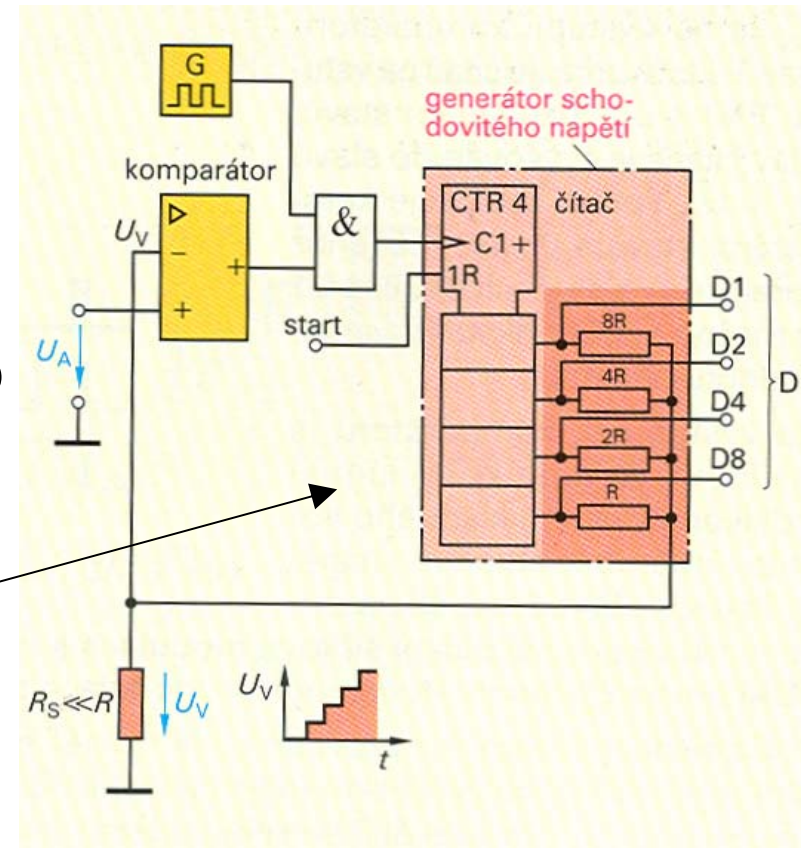 G
generátor scho-
dovitého napětí
komparátor
CTR 4
čítač
&
C1+
1R
U_V
−
+
+
start
U_A
D1
8R
D2
4R
D
D4
2R
D8
R
)
R_S≪R
U_V
U_V
t